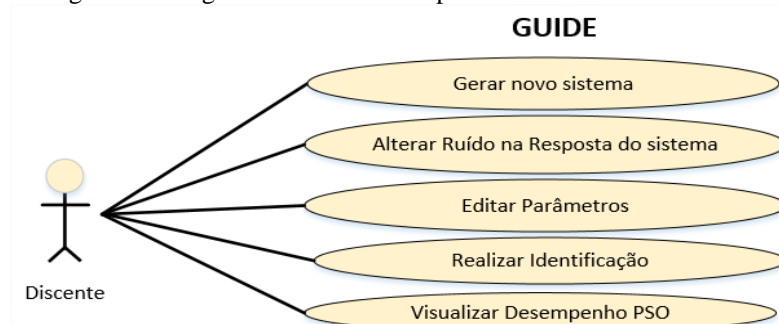 GUIDE
Gerar novo sistema
Alterar Ruído na Resposta do sistema
Editar Parâmetros
Realizar Identificação
Discente
Visualizar Desempenho PSO